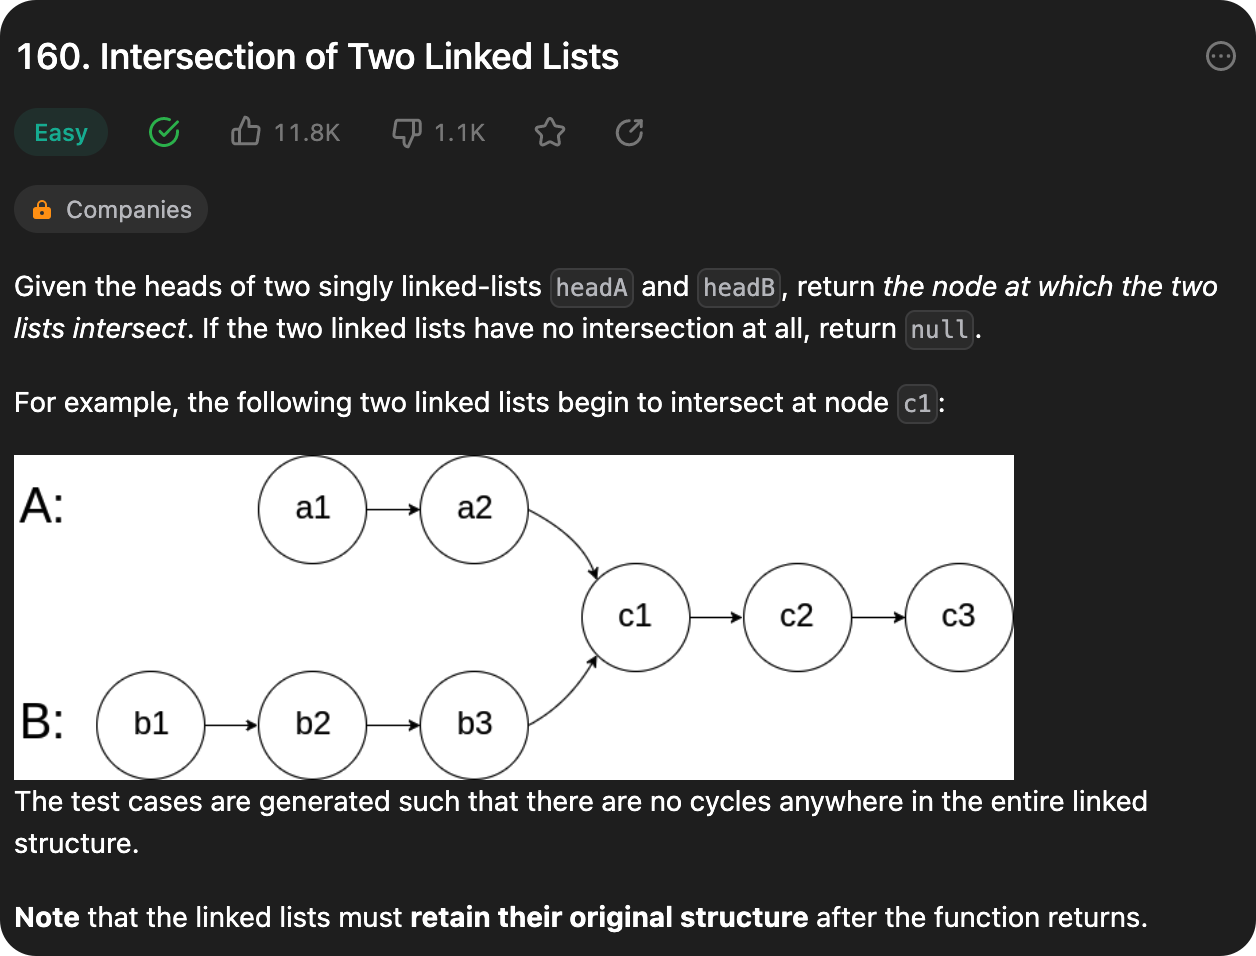 160. Intersection of Two Linked Lists
Easy 11.8K 1.1K
Companies
Given the heads of two singly linked-lists headA and headB, return the node at which the two
lists intersect. If the two linked lists have no intersection at all, return null.
For example, the following two linked lists begin to intersect at node c1:
A: a1 a2
c1 c2 c3
B: b1 b2 b3
The test cases are generated such that there are no cycles anywhere in the entire linked
structure.
Note that the linked lists must retain their original structure after the function returns.